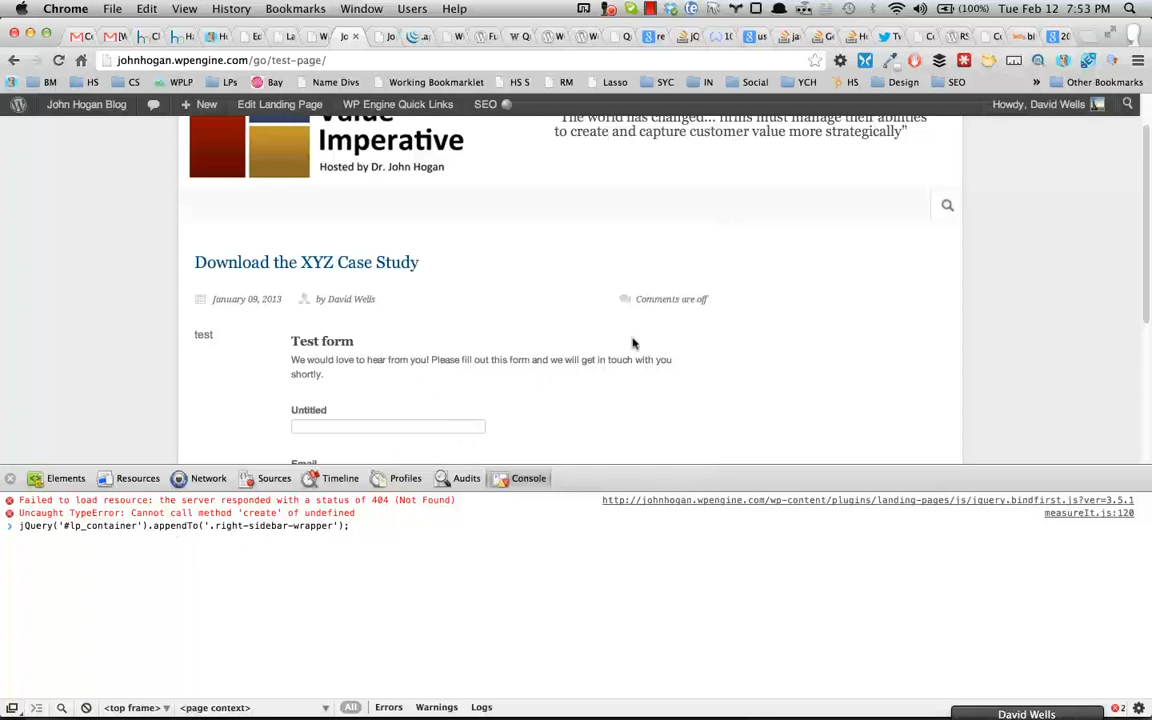 Chrome File Edit View History Bookmarks Window Users Help (100%) Tue Feb 12 7:53 PM
johnhogan.wpengine.com/go/test-page/
BM HS CS WPLP LPs Bay Name Divs Working Bookmarklet HS S RM Lasso SYC IN Social YCH HS Design SEO » Other Bookmarks
John Hogan Blog + New Edit Landing Page WP Engine Quick Links SEO Howdy, David Wells
Value
"The world has changed... firms must manage their abilities
to create and capture customer value more strategically"
Imperative
Hosted by Dr. John Hogan
Download the XYZ Case Study
January 09, 2013 by David Wells Comments are off
test
Test form
We would love to hear from you! Please fill out this form and we will get in touch with you
shortly.
Untitled
Email
Elements Resources Network Sources Timeline Profiles Audits Console
Failed to load resource: the server responded with a status of 404 (Not Found) http://johnhogan.wpengine.com/wp-content/plugins/landing-pages/js/jquery.bindfirst.js?ver=3.5.1
Uncaught TypeError: Cannot call method 'create' of undefined measureIt.js:120
> jQuery('#lp_container').appendTo('.right-sidebar-wrapper');
<top frame> <page context> All Errors Warnings Logs 2
David Wells